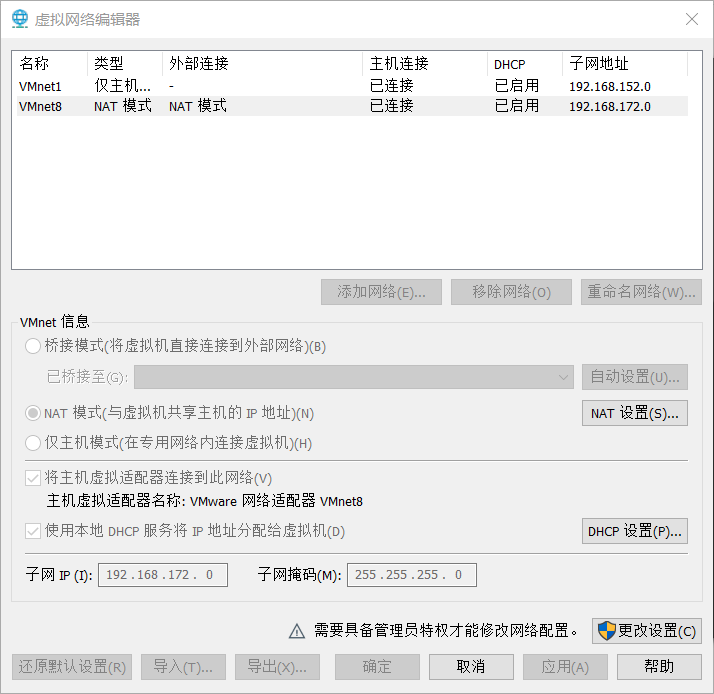 虚拟网络编辑器
名称 类型 外部连接 主机连接 DHCP 子网地址
VMnet1 仅主机... - 已连接 已启用 192.168.152.0
VMnet8 NAT 模式 NAT 模式 已连接 已启用 192.168.172.0
添加网络(E)... 移除网络(O) 重命名网络(W)...
VMnet 信息
桥接模式(将虚拟机直接连接到外部网络)(B)
已桥接至(G): 自动设置(U)...
NAT 模式(与虚拟机共享主机的 IP 地址)(N) NAT 设置(S)...
仅主机模式(在专用网络内连接虚拟机)(H)
将主机虚拟适配器连接到此网络(V)
主机虚拟适配器名称: VMware 网络适配器 VMnet8
使用本地 DHCP 服务将 IP 地址分配给虚拟机(D) DHCP 设置(P)...
子网 IP (I): 192.168.172. 0 子网掩码(M): 255.255.255. 0
需要具备管理员特权才能修改网络配置。 更改设置(C)
还原默认设置(R) 导入(T)... 导出(X)... 确定 取消 应用(A) 帮助